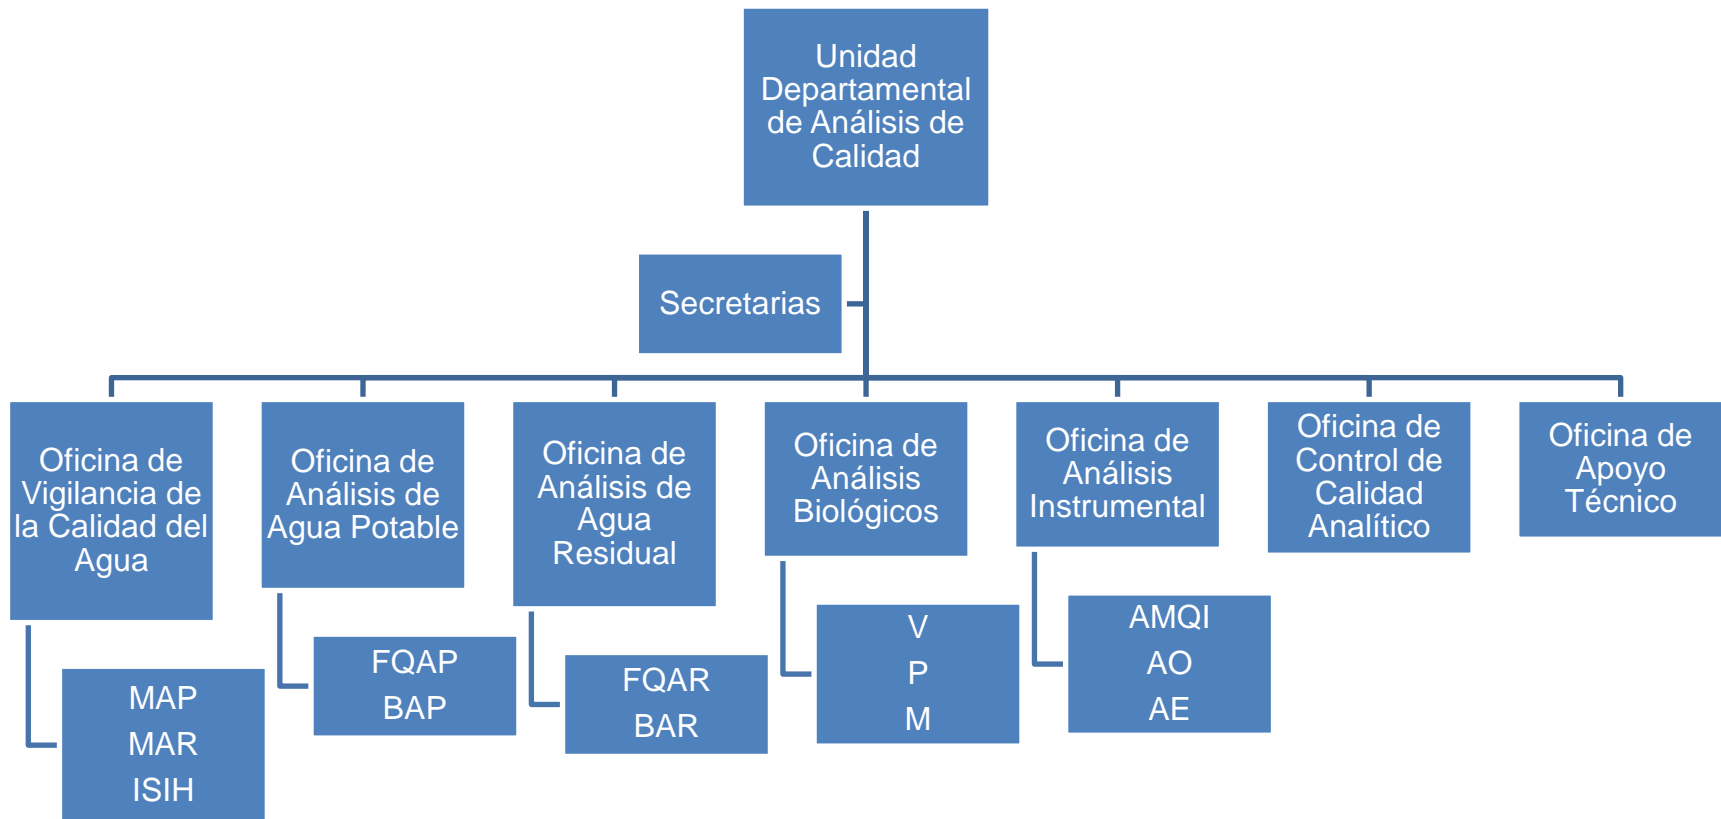 Unidad
Departamental
de Análisis de
Calidad
Secretarias
Oficina de
Vigilancia de
la Calidad del
Agua
Oficina de
Análisis de
Agua Potable
Oficina de
Análisis de
Agua
Residual
Oficina de
Análisis
Biológicos
Oficina de
Análisis
Instrumental
Oficina de
Control de
Calidad
Analítico
Oficina de
Apoyo
Técnico
MAP
MAR
ISIH
FQAP
BAP
FQAR
BAR
V
P
M
AMQI
AO
AE